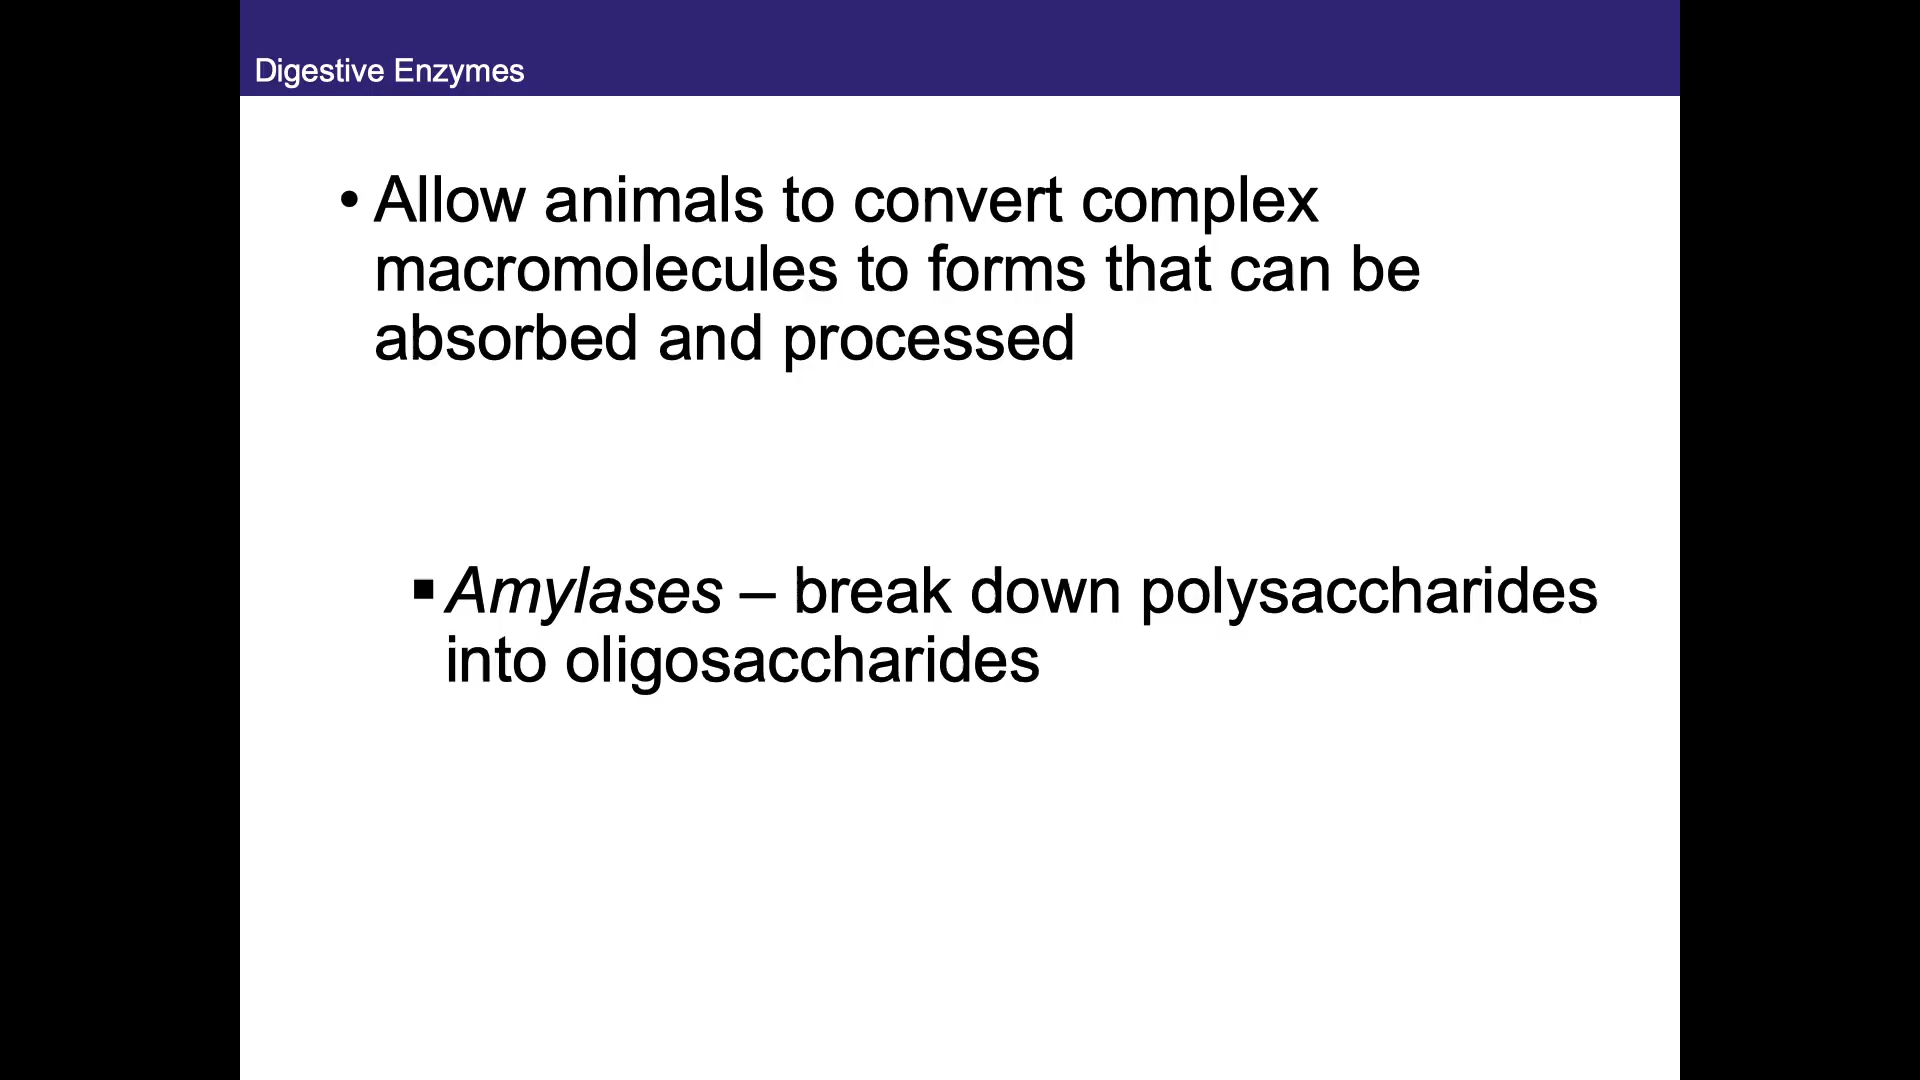 Digestive Enzymes
• Allow animals to convert complex
macromolecules to forms that can be
absorbed and processed
▪ Amylases – break down polysaccharides
into oligosaccharides